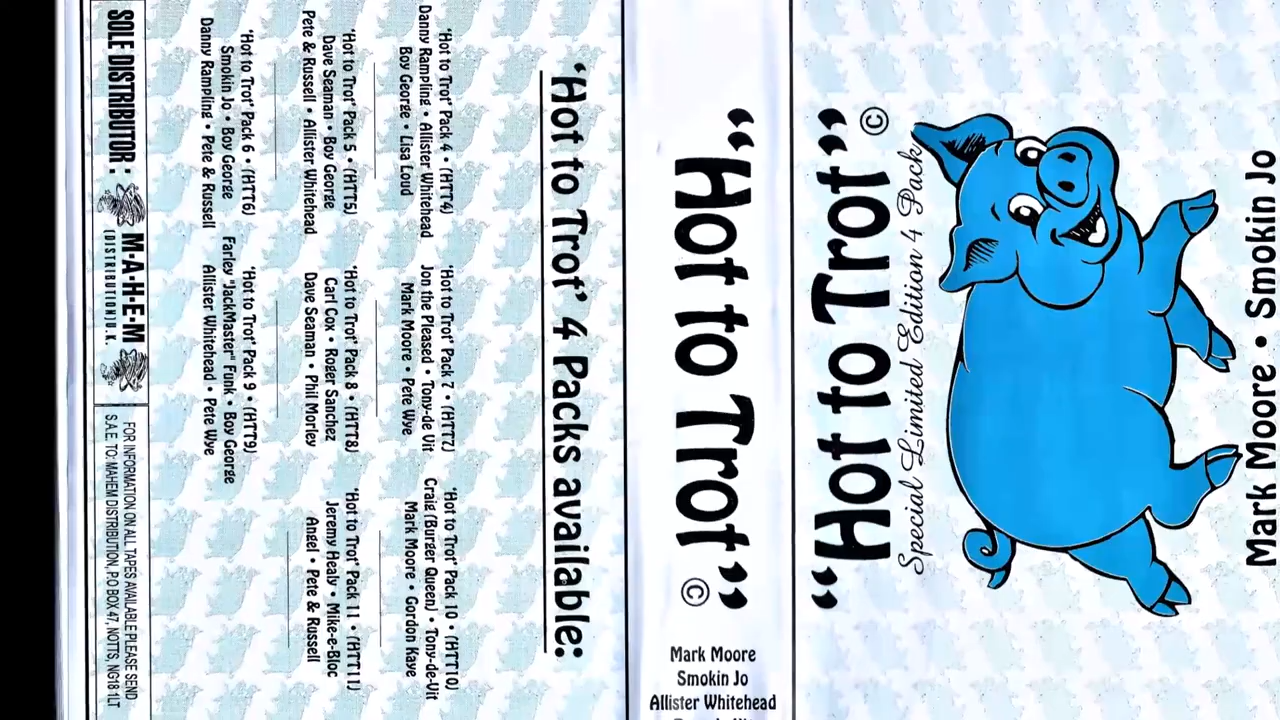 "Hot to Trot"
©
Special Limited Edition 4 Pack
Mark Moore • Smokin Jo
"Hot to Trot"
©
Mark Moore
Smokin Jo
Allister Whitehead
'Hot to Trot' 4 Packs available:
'Hot to Trot' Pack 4 • (HTT4)
Danny Rampling • Allister Whitehead
Boy George • Lisa Loud
'Hot to Trot' Pack 5 • (HTT5)
Dave Seaman • Boy George
Pete & Russell • Allister Whitehead
'Hot to Trot' Pack 6 • (HTT6)
Smokin Jo • Boy George
Danny Rampling • Pete & Russell
'Hot to Trot' Pack 7 • (HTT7)
Jon the Pleased • Tony-de Vit
Mark Moore • Pete Wye
'Hot to Trot' Pack 8 • (HTT8)
Carl Cox • Roger Sanchez
Dave Seaman • Phil Morley
'Hot to Trot' Pack 9 • (HTT9)
Farley "JackMaster" Funk • Boy George
Allister Whitehead • Pete Wye
'Hot to Trot' Pack 10 • (HTT10)
Craig (Burger Queen) • Tony-de-Vit
Mark Moore • Gordon Kaye
'Hot to Trot' Pack 11 • (HTT11)
Jeremy Healy • Mike-e-Bloc
Angel • Pete & Russell
SOLE DISTRIBUTOR :
M•A•H•E•M
(DISTRIBUTION) U.K.
FOR INFORMATION ON ALL TAPES AVAILABLE PLEASE SEND
S.A.E. TO: MAHEM DISTRIBUTION, P.O BOX 47, NOTTS, NG18 1LT